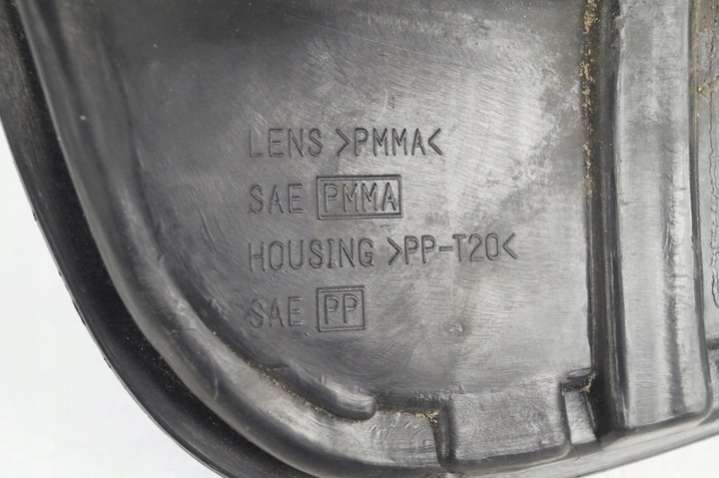 LENS >PMMA<
SAE PMMA
HOUSING >PP-T20<
SAE PP